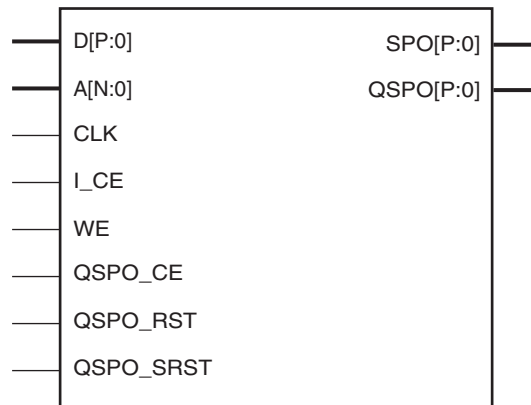 D[P:0]
A[N:0]
CLK
I_CE
WE
QSPO_CE
QSPO_RST
QSPO_SRST
SPO[P:0]
QSPO[P:0]